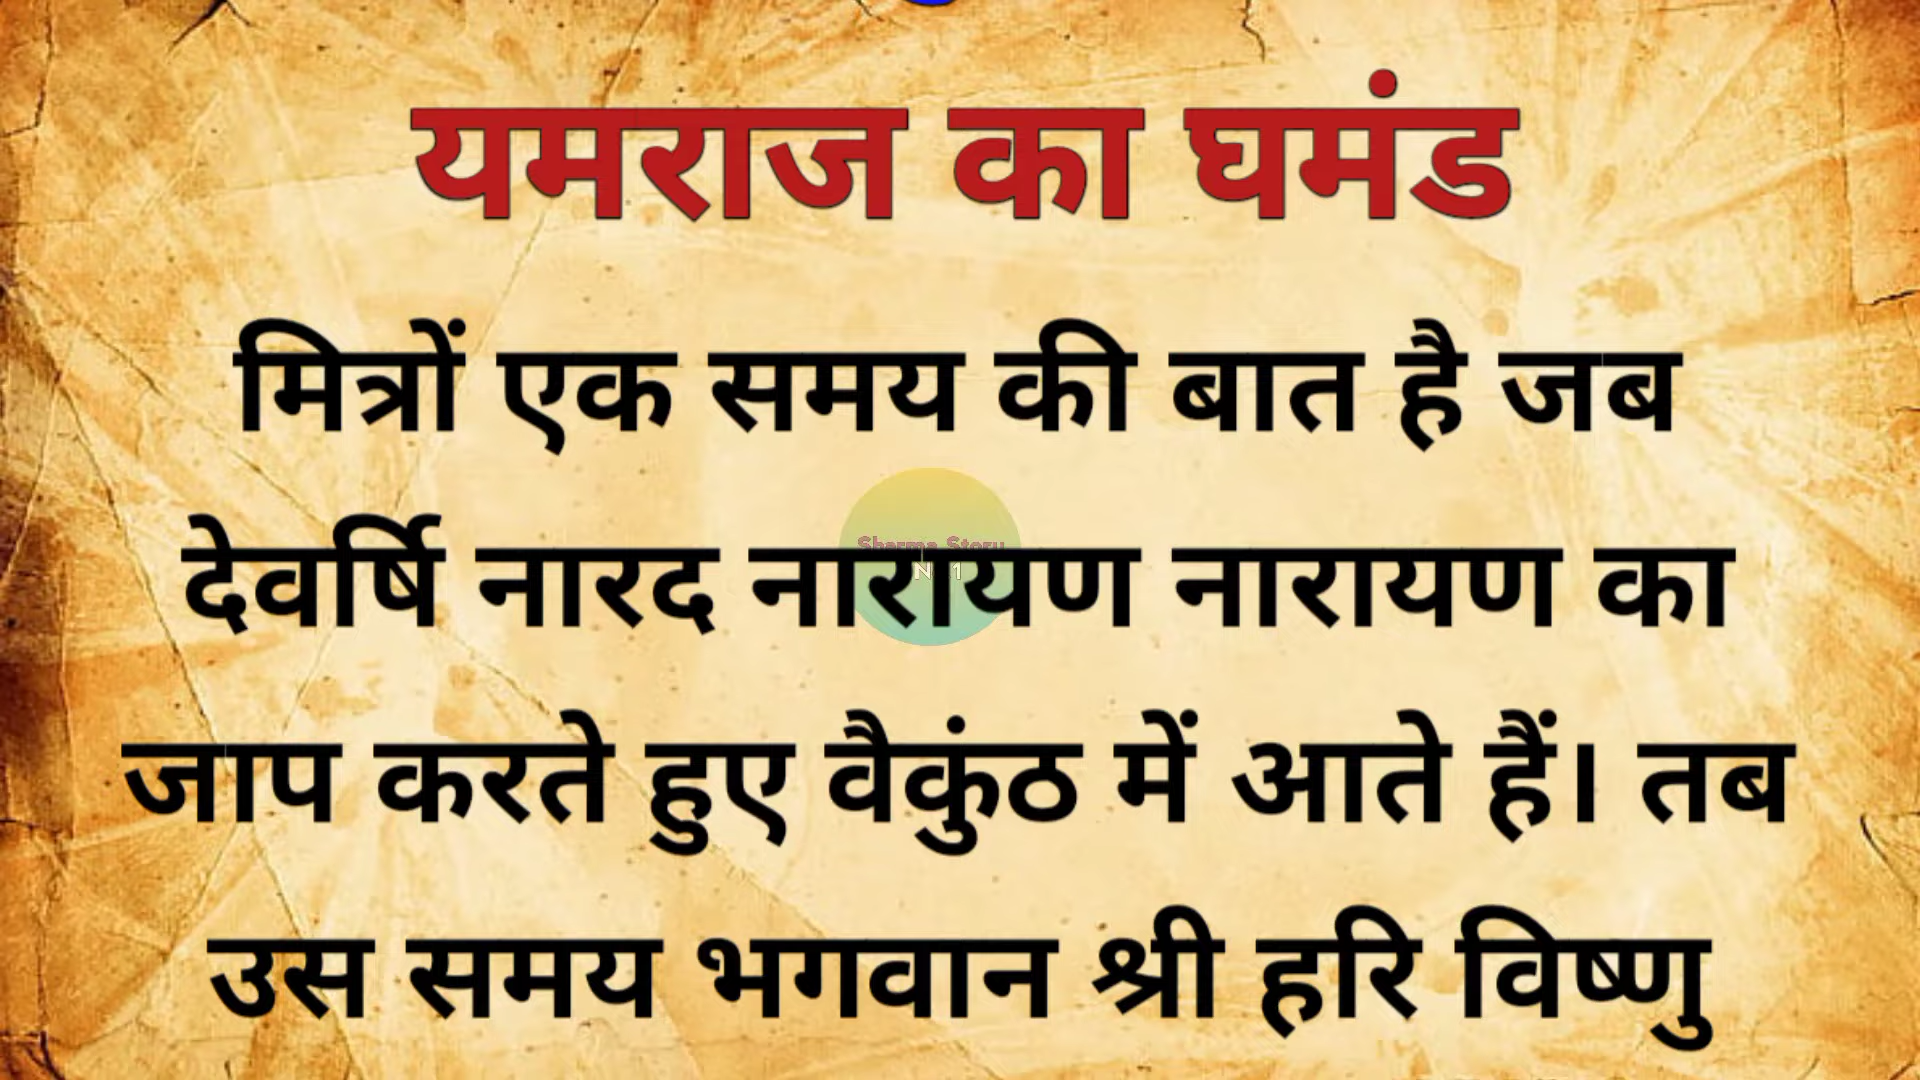 यमराज का घमंड
मित्रों एक समय की बात है जब
देवर्षि नारद नारायण नारायण का
Sharma Story
जाप करते हुए वैकुंठ में आते हैं। तब
उस समय भगवान श्री हरि विष्णु